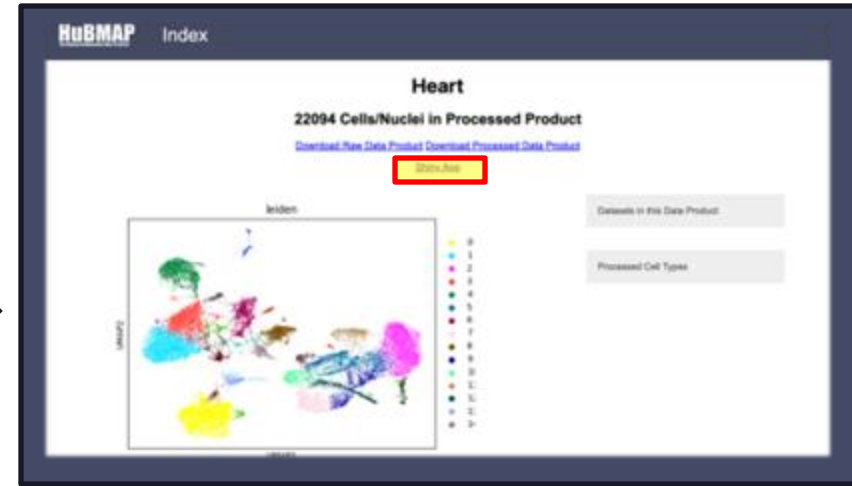 HuBMAP Index
Heart
22094 Cells/Nuclei in Processed Product
Download Raw Data Product Download Processed Data Product
Shiny App
leiden
Datasets in this Data Product
Processed Cell Types
UMAP2
0
1
2
3
4
5
6
7
8
9